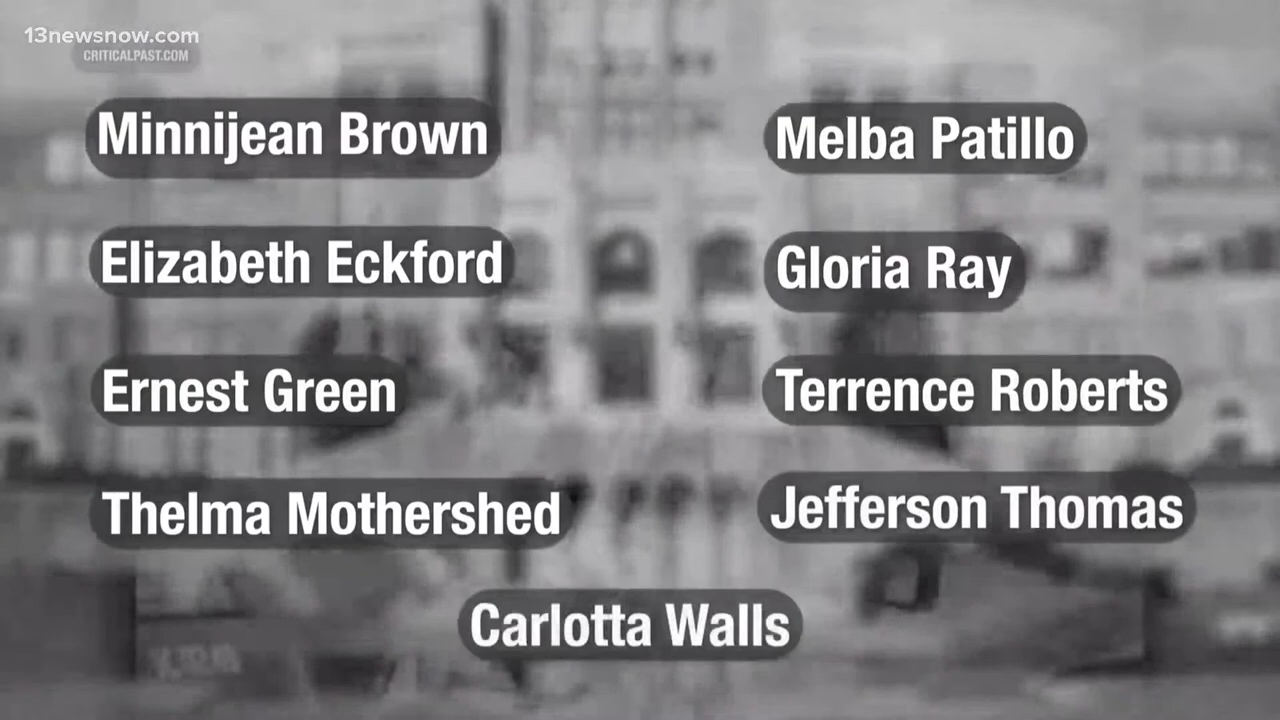 13newsnow.com
CRITICALPAST.COM
Minnijean Brown
Melba Patillo
Elizabeth Eckford
Gloria Ray
Ernest Green
Terrence Roberts
Thelma Mothershed
Jefferson Thomas
Carlotta Walls